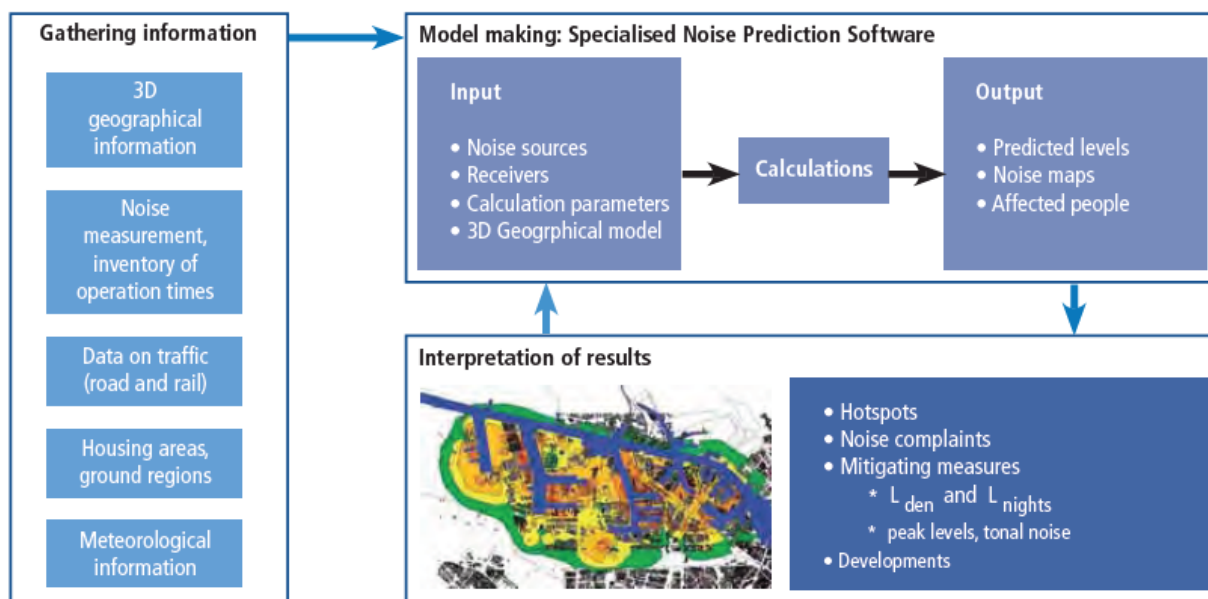 Gathering information
3D
geographical
information
Noise
measurement,
inventory of
operation times
Data on traffic
(road and rail)
Housing areas,
ground regions
Meteorological
information
Model making: Specialised Noise Prediction Software
Input
• Noise sources
• Receivers
• Calculation parameters
• 3D Geogrphical model
Calculations
Output
• Predicted levels
• Noise maps
• Affected people
Interpretation of results
• Hotspots
• Noise complaints
• Mitigating measures
* L den and L nights
* peak levels, tonal noise
• Developments